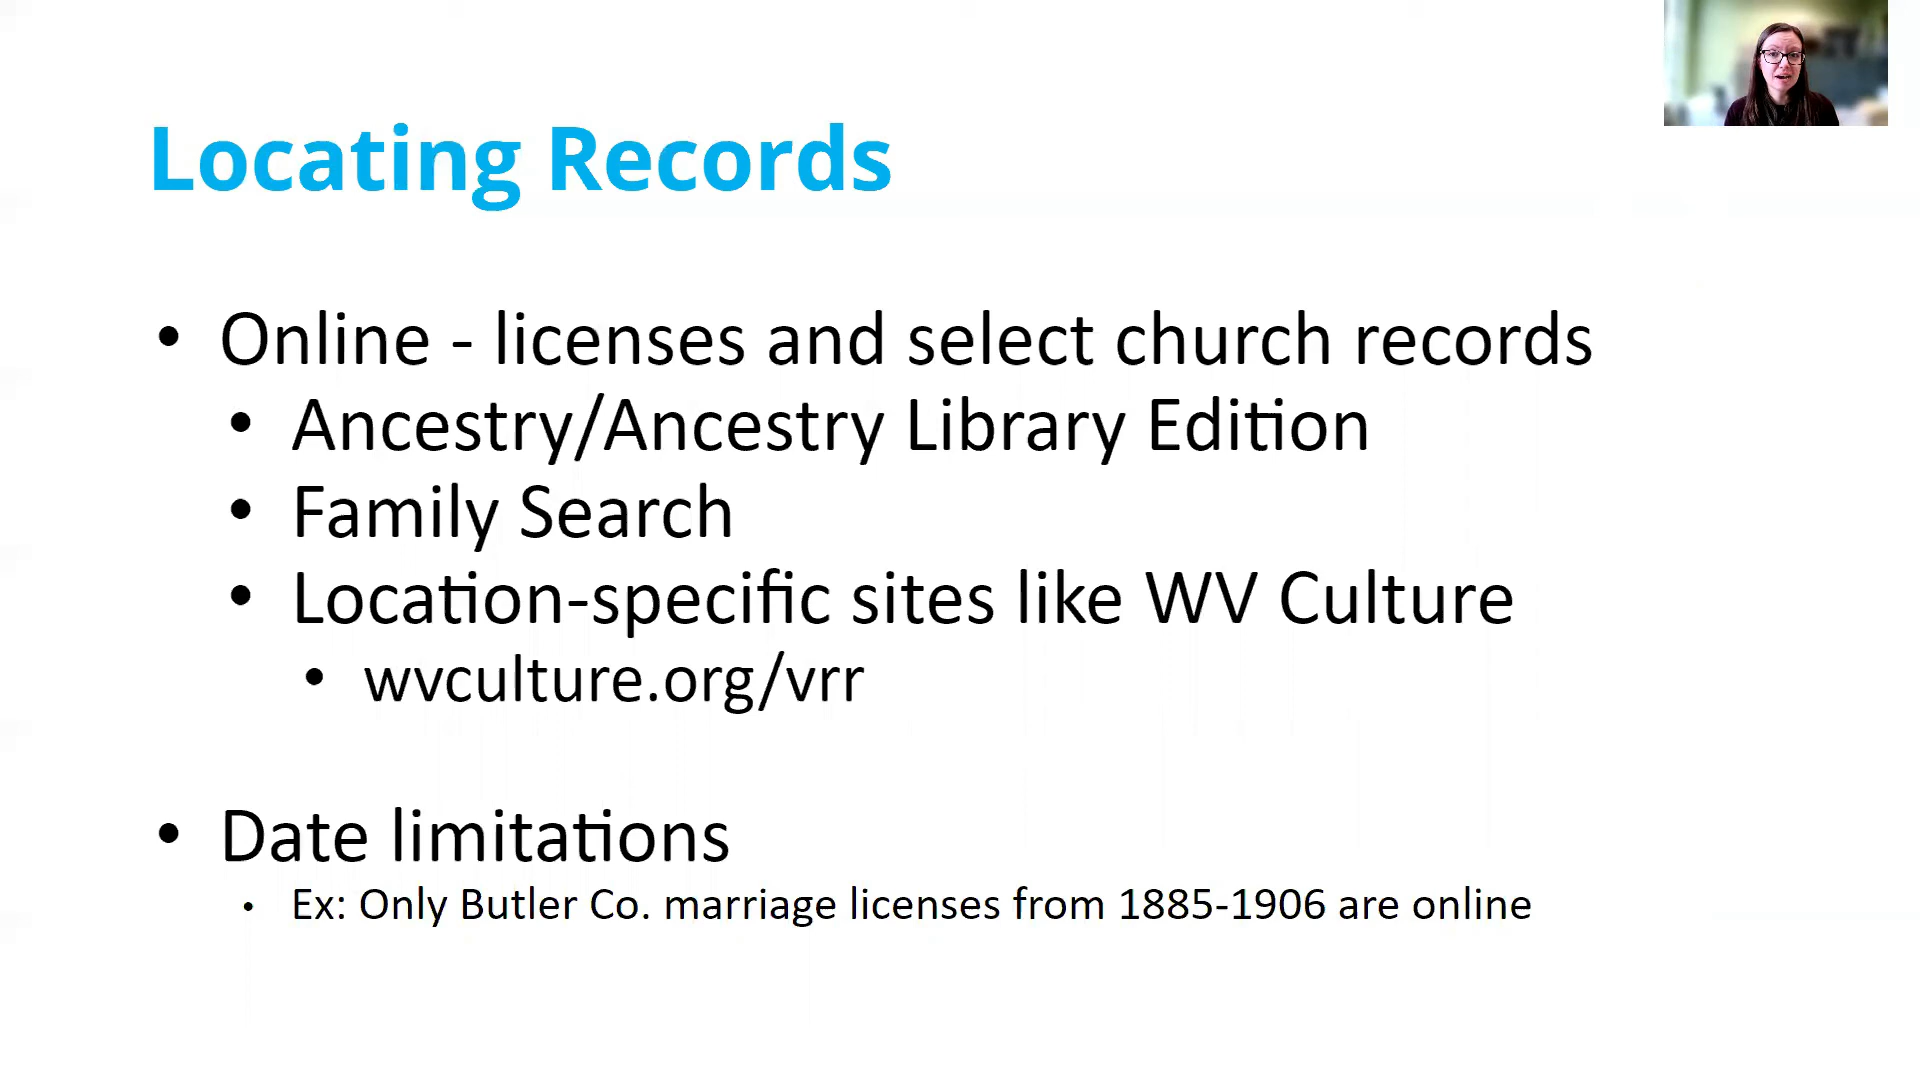 Locating Records
• Online - licenses and select church records
• Ancestry/Ancestry Library Edition
• Family Search
• Location-specific sites like WV Culture
• wvculture.org/vrr
• Date limitations
• Ex: Only Butler Co. marriage licenses from 1885-1906 are online